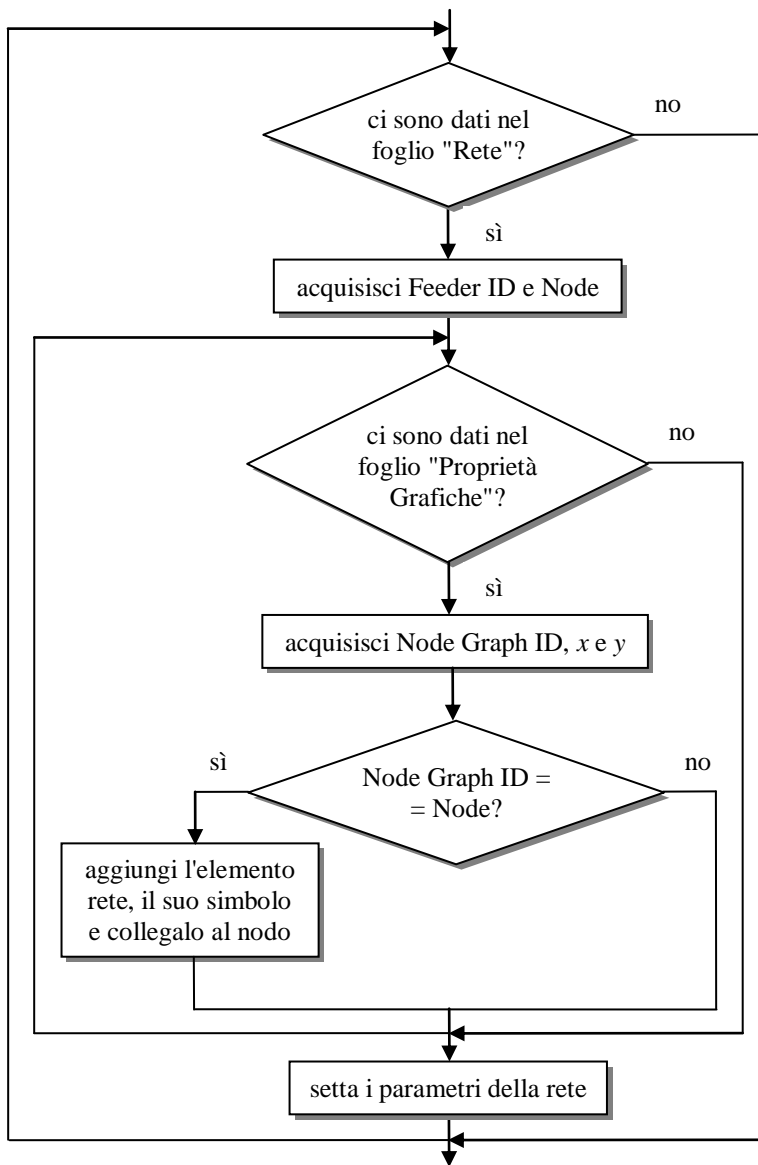 ci sono dati nel
foglio "Rete"?
no
sì
acquisisci Feeder ID e Node
ci sono dati nel
foglio "Proprietà
Grafiche"?
no
sì
acquisisci Node Graph ID, x e y
sì
Node Graph ID =
= Node?
no
aggiungi l'elemento
rete, il suo simbolo
e collegalo al nodo
setta i parametri della rete